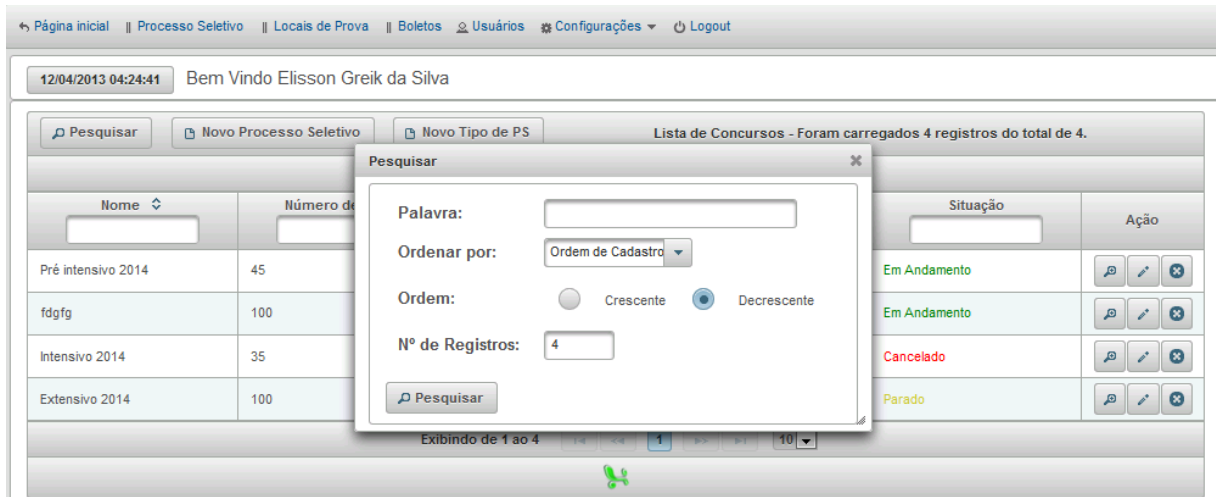 Página inicial || Processo Seletivo || Locais de Prova || Boletos Usuários Configurações Logout
12/04/2013 04:24:41 Bem Vindo Elisson Greik da Silva
Pesquisar Novo Processo Seletivo Novo Tipo de PS Lista de Concursos - Foram carregados 4 registros do total de 4.
Pesquisar
Nome Número de Situação Ação
Palavra:
Ordenar por: Ordem de Cadastro
Ordem: Crescente Decrescente
Nº de Registros: 4
Pesquisar
Pré intensivo 2014 45 Em Andamento
fdgfg 100 Em Andamento
Intensivo 2014 35 Cancelado
Extensivo 2014 100 Parado
Exibindo de 1 ao 4 1 10